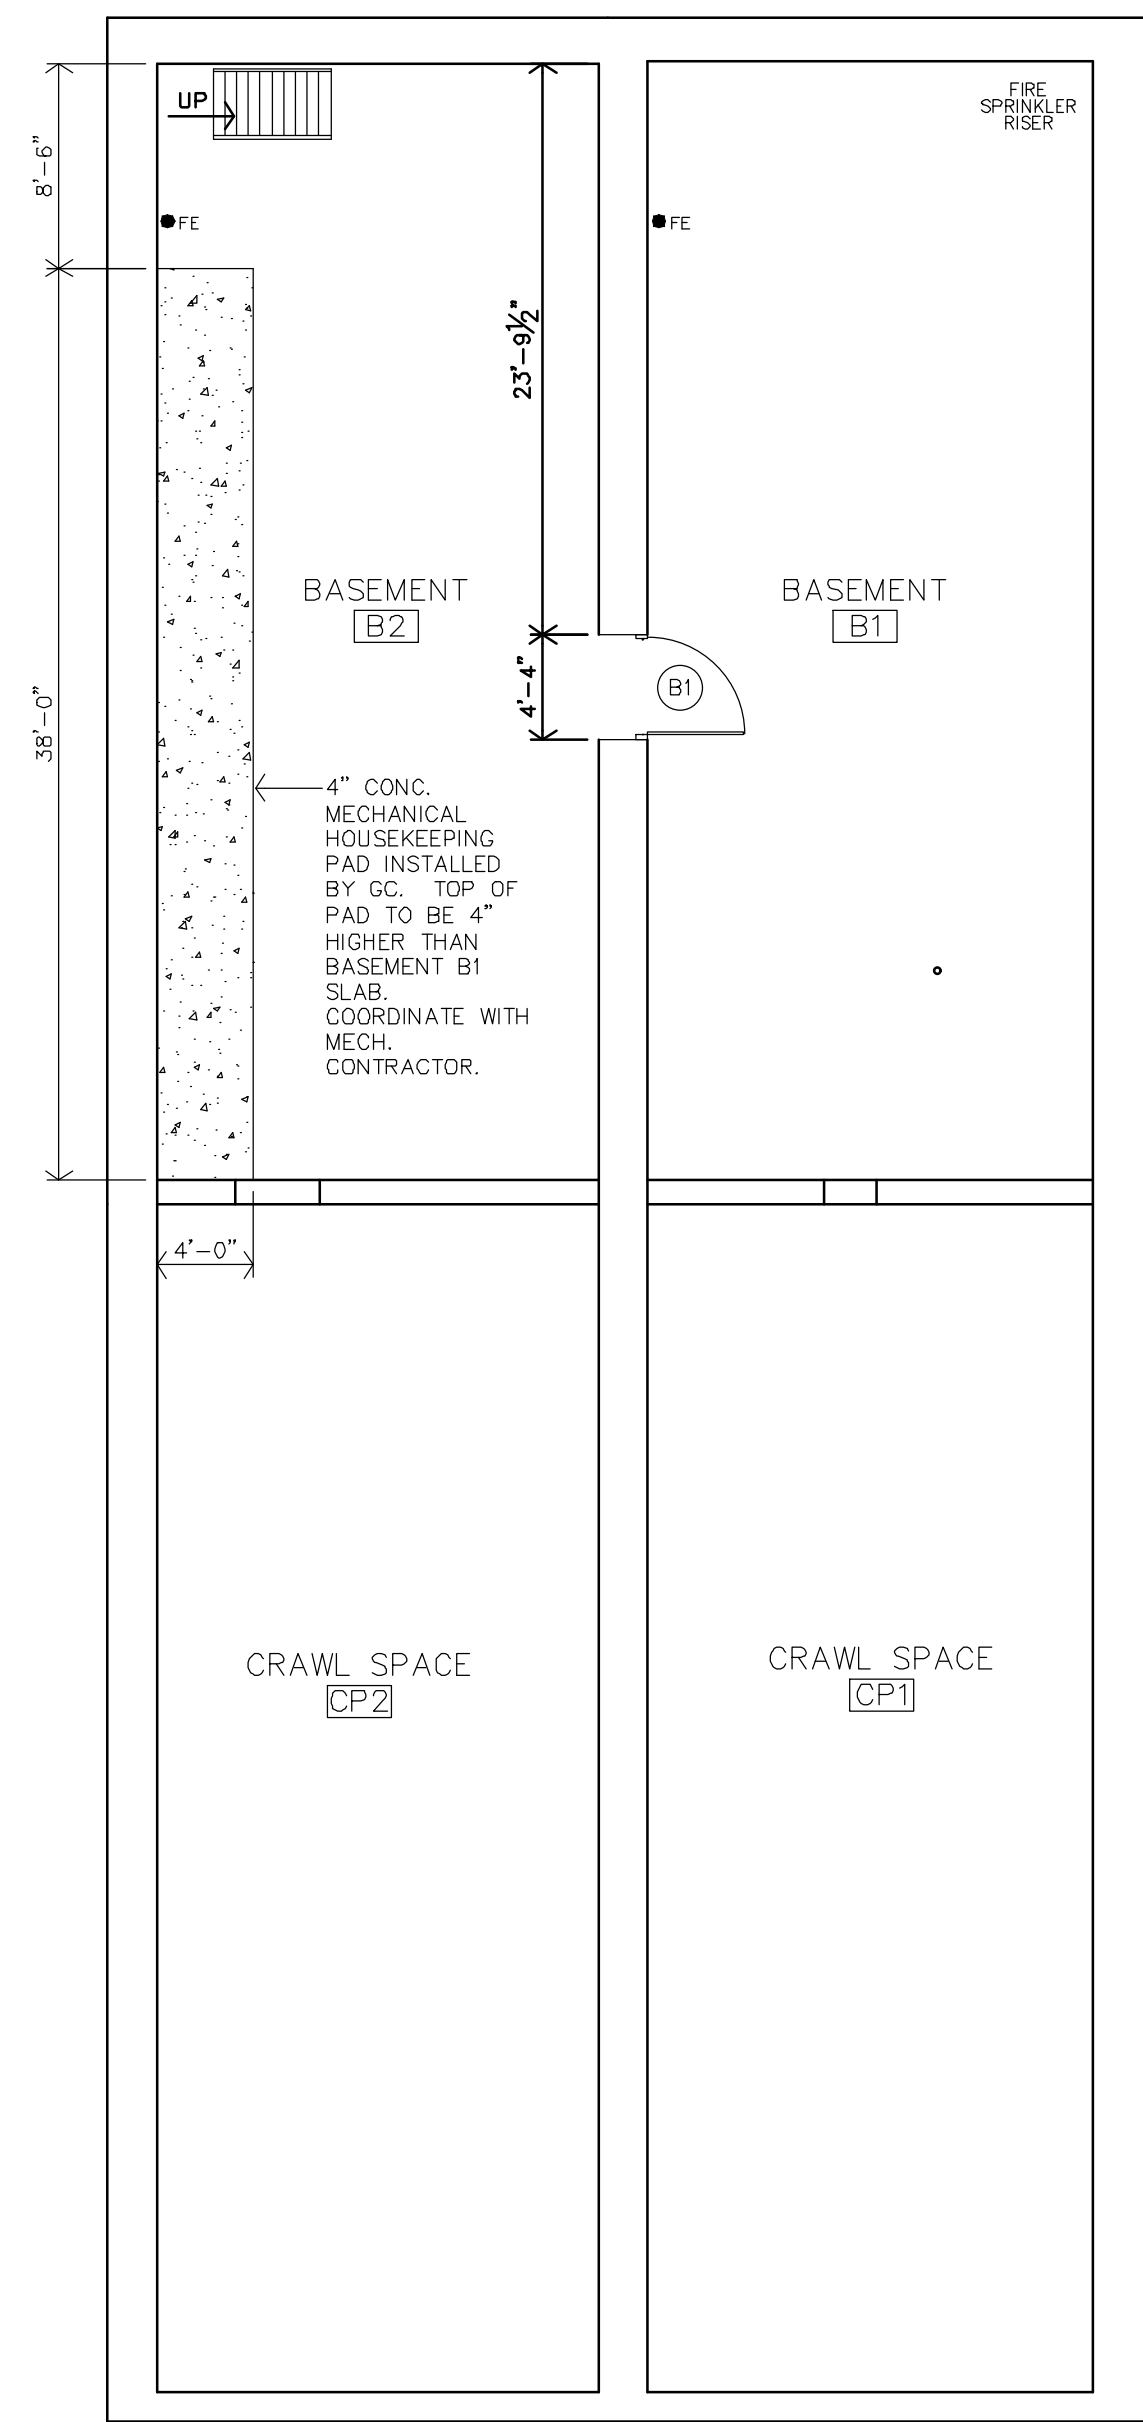 FIRE
SPRINKLER
RISER
UP
8'-6"
FE
FE
23'-9½"
BASEMENT
B2
BASEMENT
B1
4'-4"
B1
38'-0"
4" CONC.
MECHANICAL
HOUSEKEEPING
PAD INSTALLED
BY GC. TOP OF
PAD TO BE 4"
HIGHER THAN
BASEMENT B1
SLAB.
COORDINATE WITH
MECH.
CONTRACTOR.
4'-0"
CRAWL SPACE
CP2
CRAWL SPACE
CP1